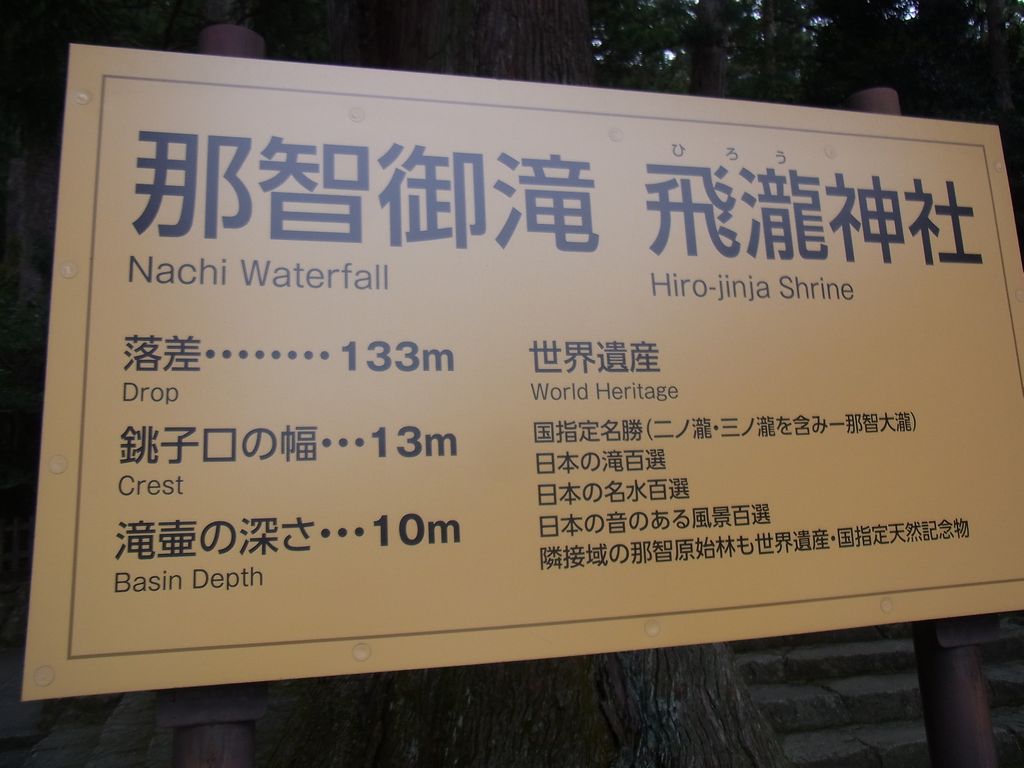 那智御滝
Nachi Waterfall
ひろう
飛瀧神社
Hiro-jinja Shrine
落差········133m
Drop
銚子口の幅···13m
Crest
滝壷の深さ···10m
Basin Depth
世界遺産
World Heritage
国指定名勝(二ノ瀧・三ノ瀧を含み一那智大瀧)
日本の滝百選
日本の名水百選
日本の音のある風景百選
隣接域の那智原始林も世界遺産・国指定天然記念物